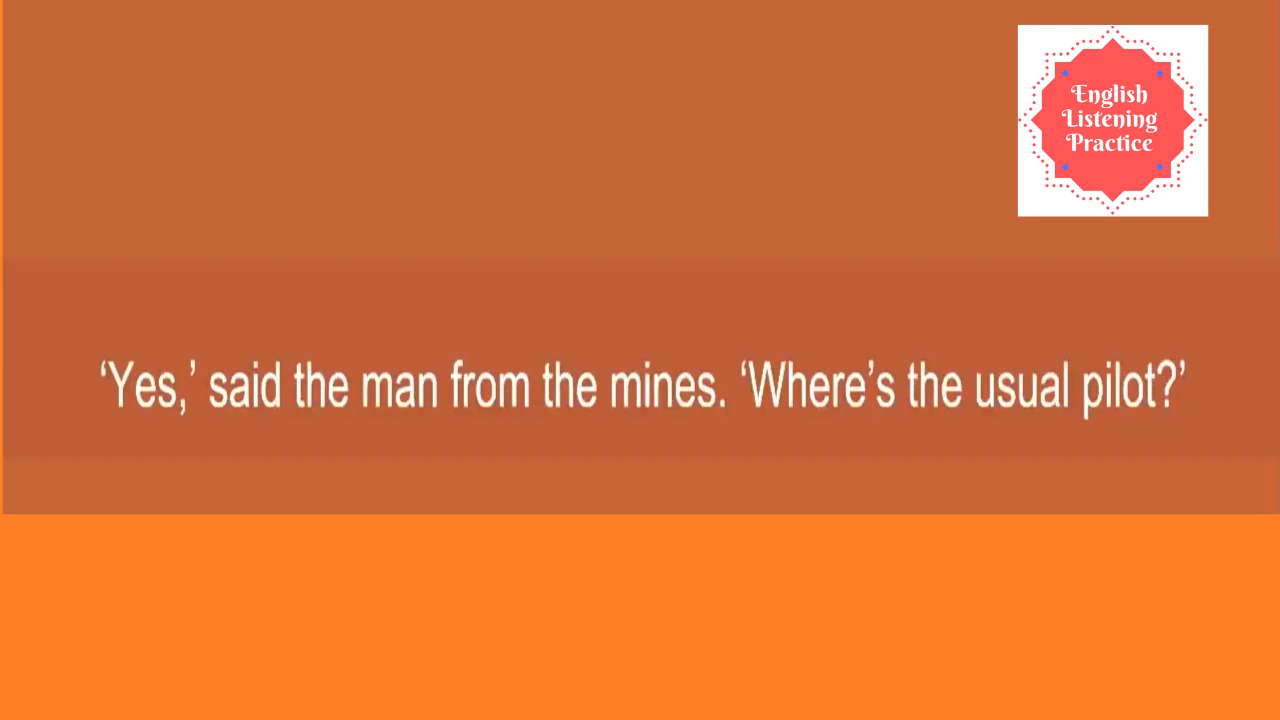 English
Listening
Practice
‘Yes,’ said the man from the mines. ‘Where’s the usual pilot?’